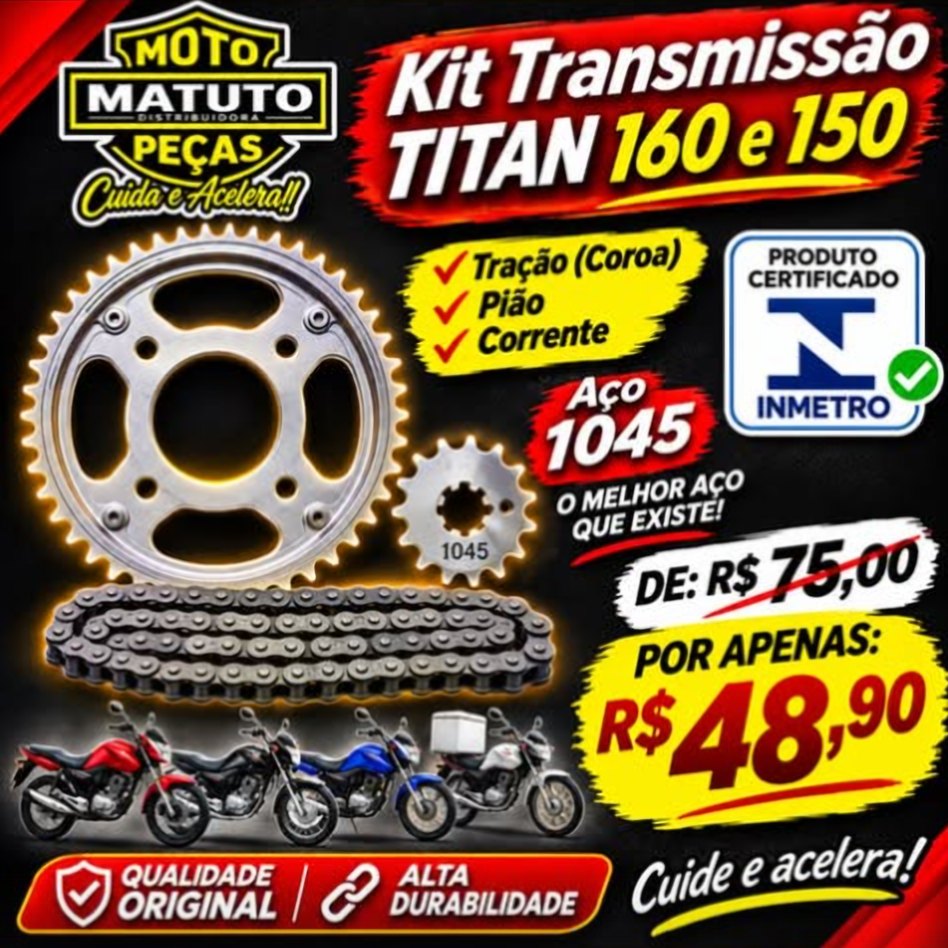 MOTO
MATUTO
DISTRIBUIDORA
PEÇAS
Cuida e Acelera!!
Kit Transmissão
TITAN 160 e 150
Tração (Coroa)
Pião
Corrente
PRODUTO
CERTIFICADO
INMETRO
Aço
1045
O MELHOR AÇO
QUE EXISTE!
1045
DE: R$ 75,00
POR APENAS:
R$ 48,90
QUALIDADE
ORIGINAL
ALTA
DURABILIDADE
Cuide e acelera!